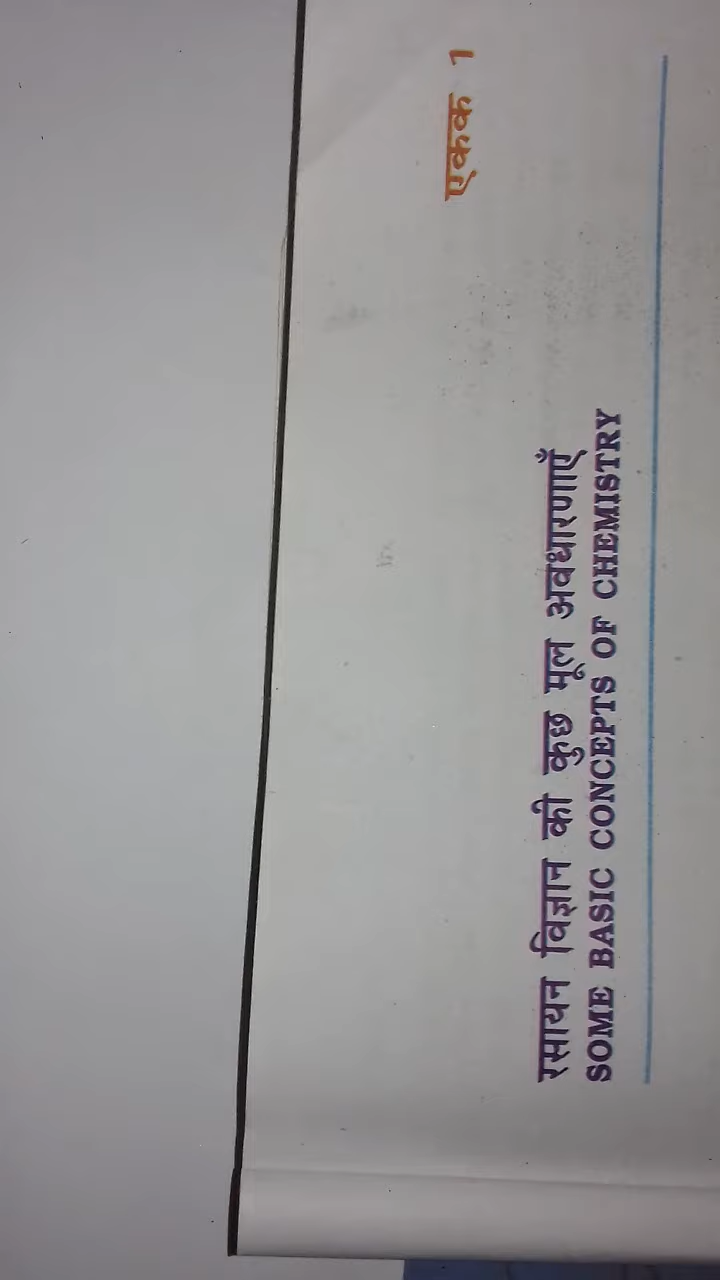 एकक 1
रसायन विज्ञान की कुछ मूल अवधारणाएँ
SOME BASIC CONCEPTS OF CHEMISTRY